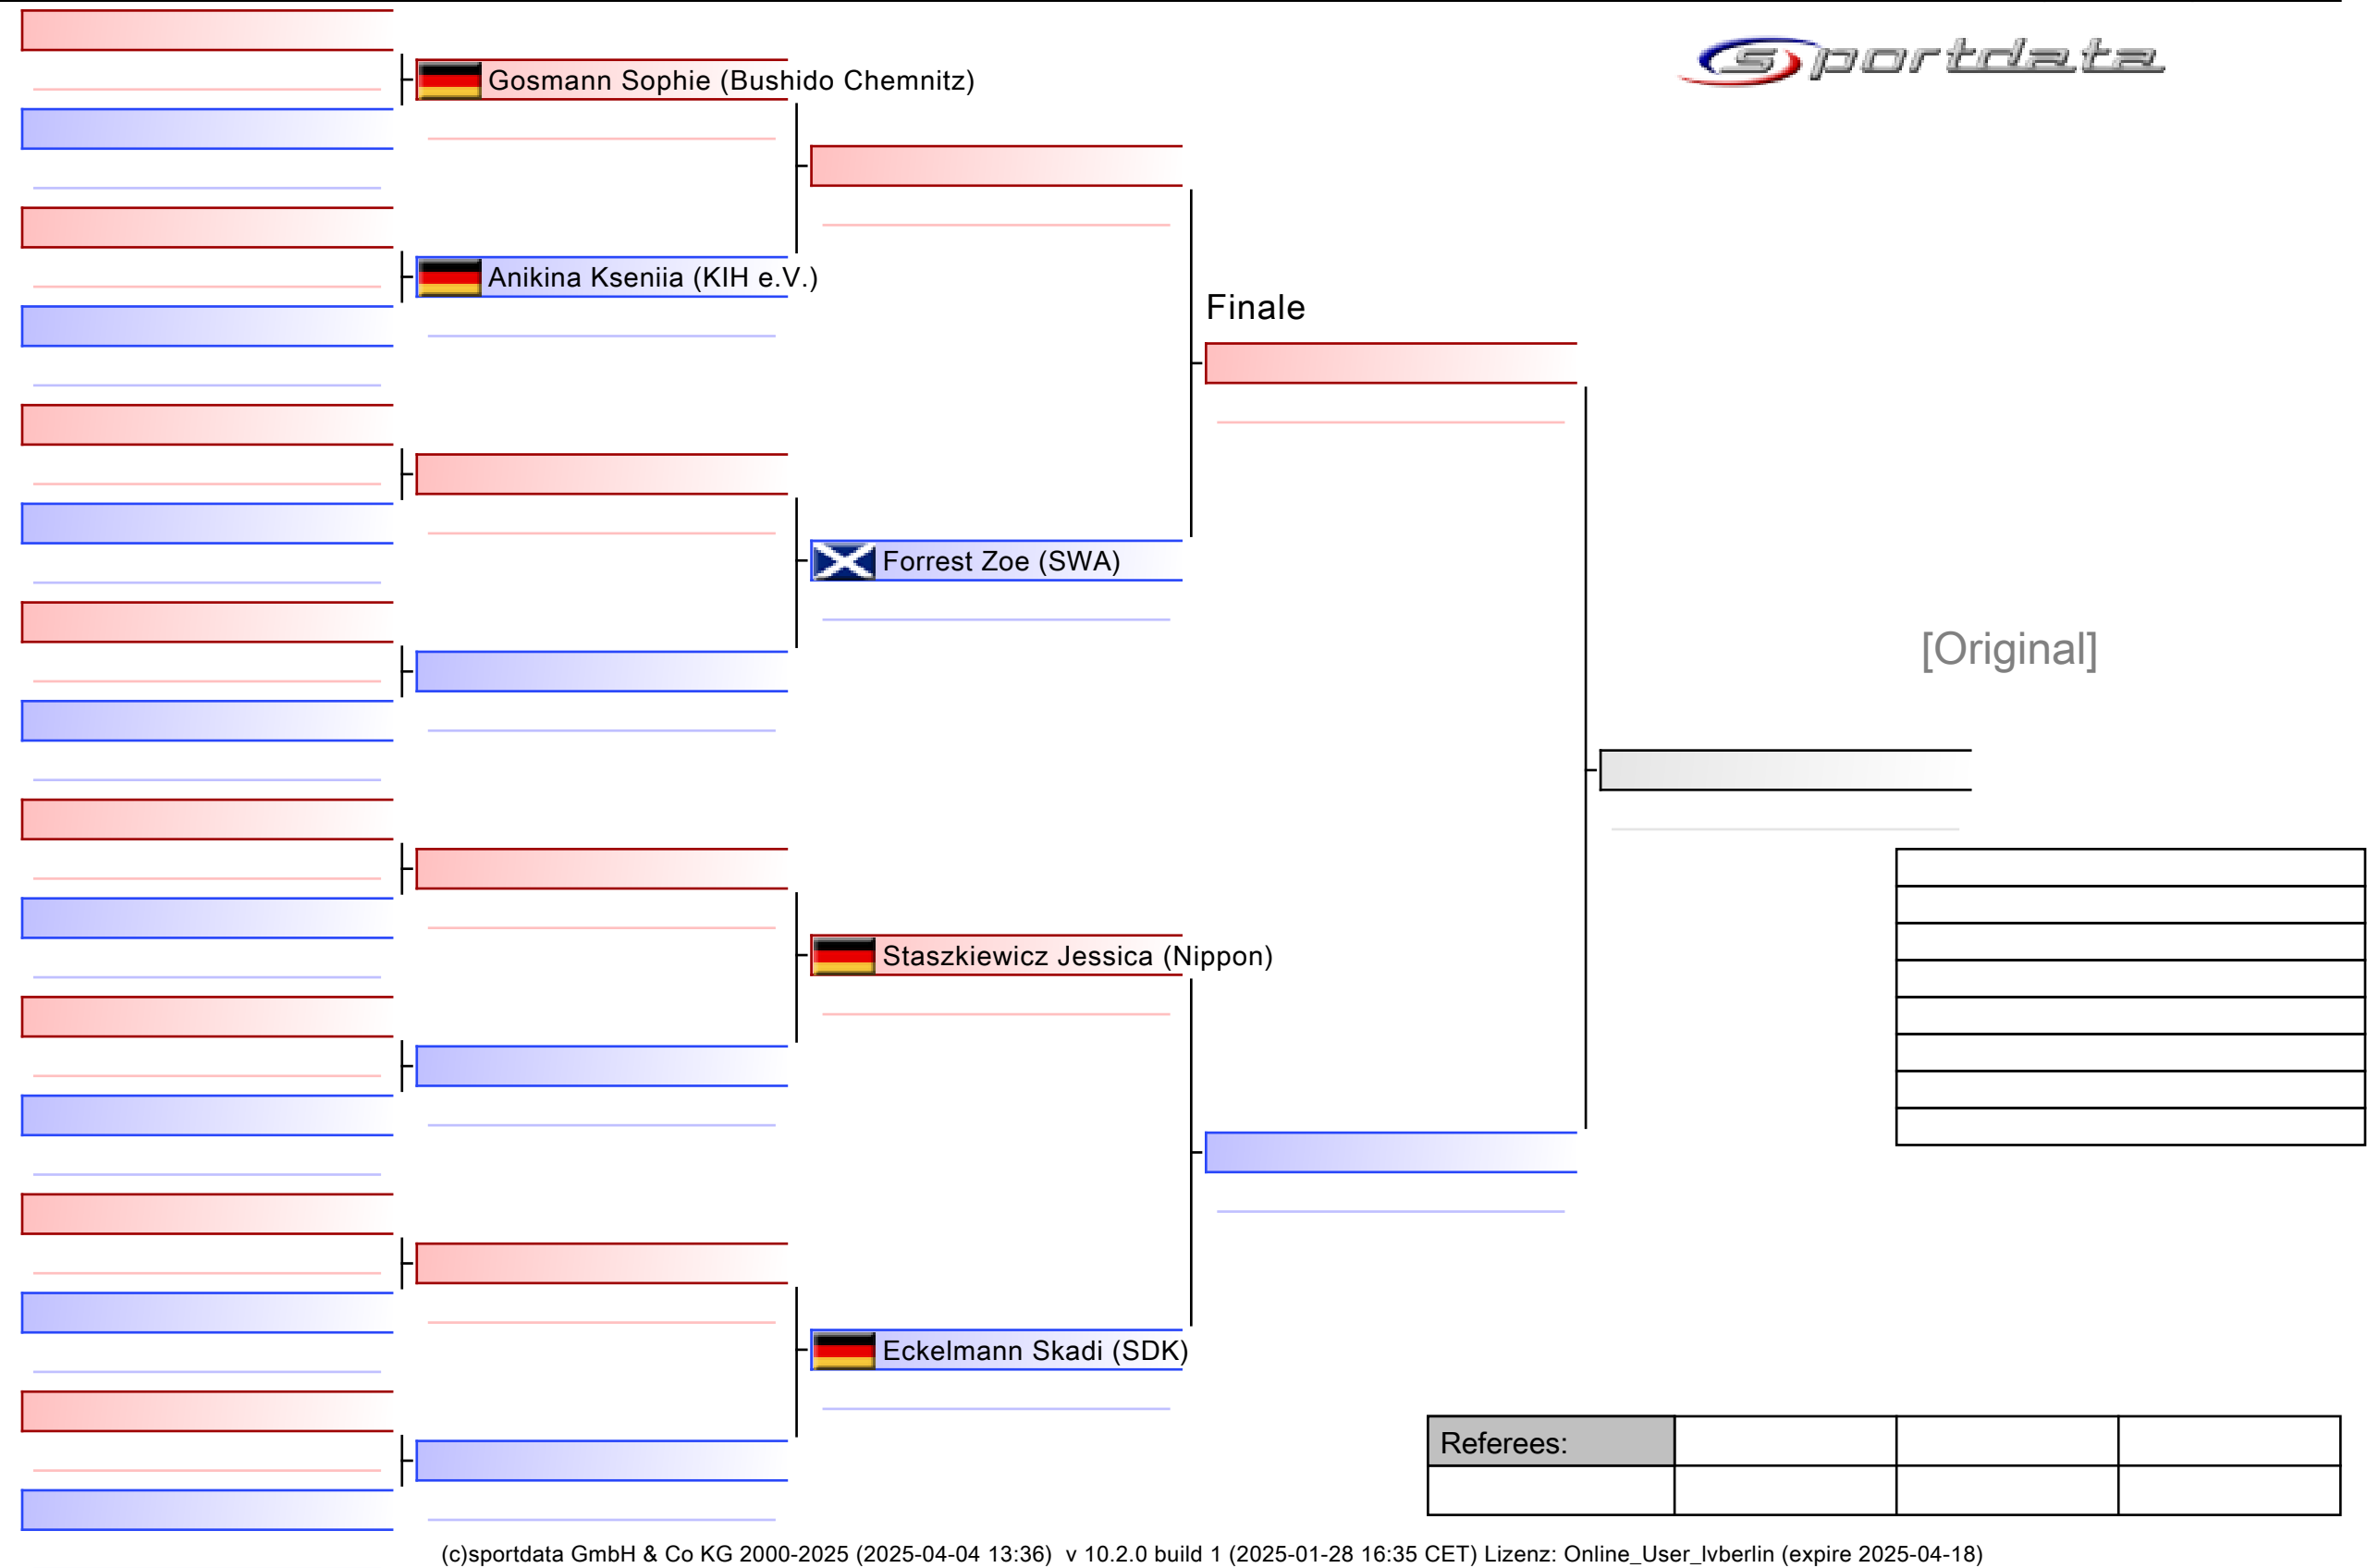 sportdata
Gosmann Sophie (Bushido Chemnitz)
Anikina Kseniia (KIH e.V.)
Finale
Forrest Zoe (SWA)
[Original]
Staszkiewicz Jessica (Nippon)
Eckelmann Skadi (SDK)
Referees:
(c)sportdata GmbH & Co KG 2000-2025 (2025-04-04 13:36) v 10.2.0 build 1 (2025-01-28 16:35 CET) Lizenz: Online_User_lvberlin (expire 2025-04-18)